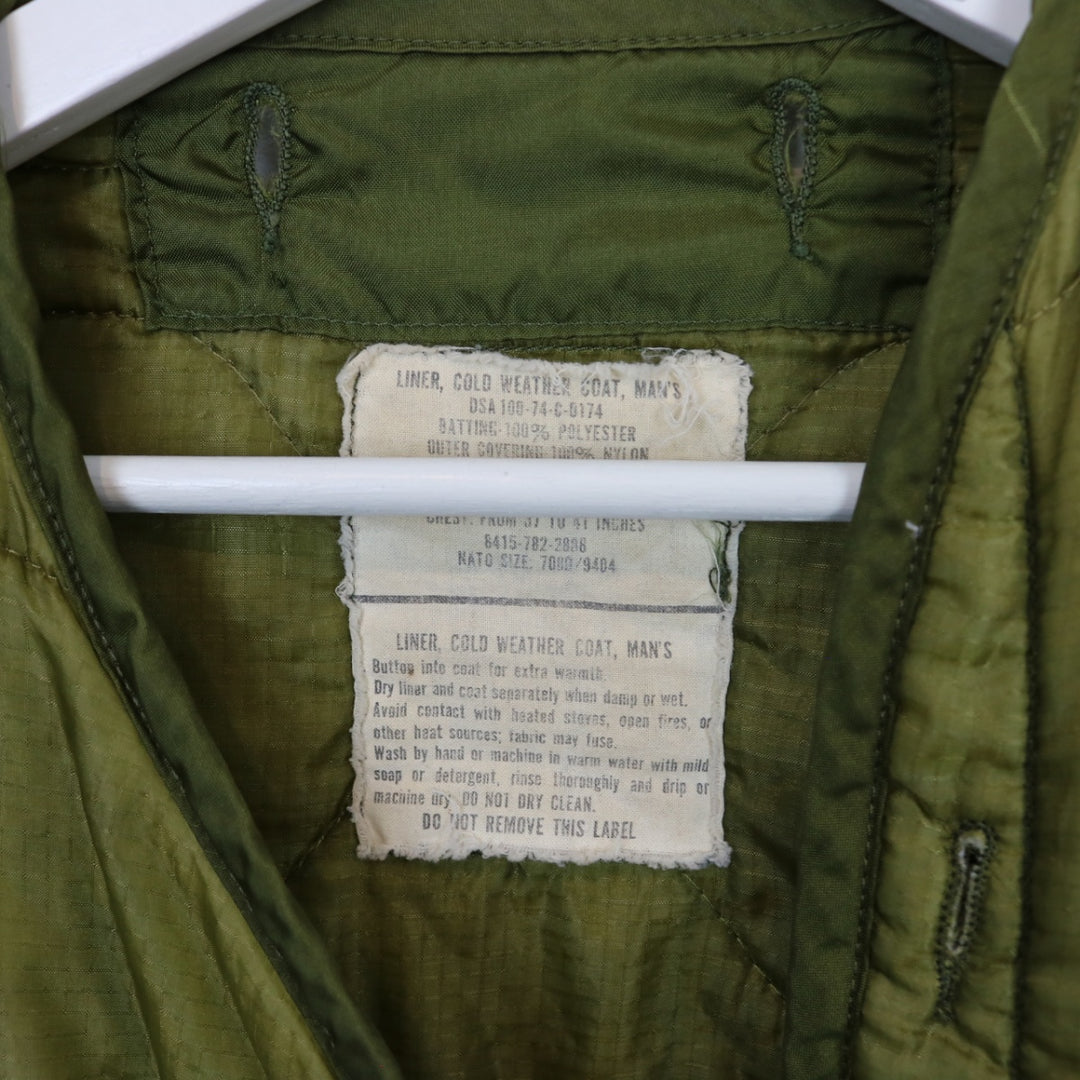 LINER, COLD WEATHER COAT, MAN'S
DSA 100-74-C-0174
BATTING-100% POLYESTER
OUTER COVERING-100% NYLON
CHEST: FROM 37 TO 41 INCHES
8415-782-2886
NATO SIZE: 7080/9404
LINER, COLD WEATHER COAT, MAN'S
Button into coat for extra warmth.
Dry liner and coat separately when damp or wet.
Avoid contact with heated stoves, open fires, or
other heat sources; fabric may fuse.
Wash by hand or machine in warm water with mild
soap or detergent, rinse thoroughly and drip or
machine dry. DO NOT DRY CLEAN.
DO NOT REMOVE THIS LABEL